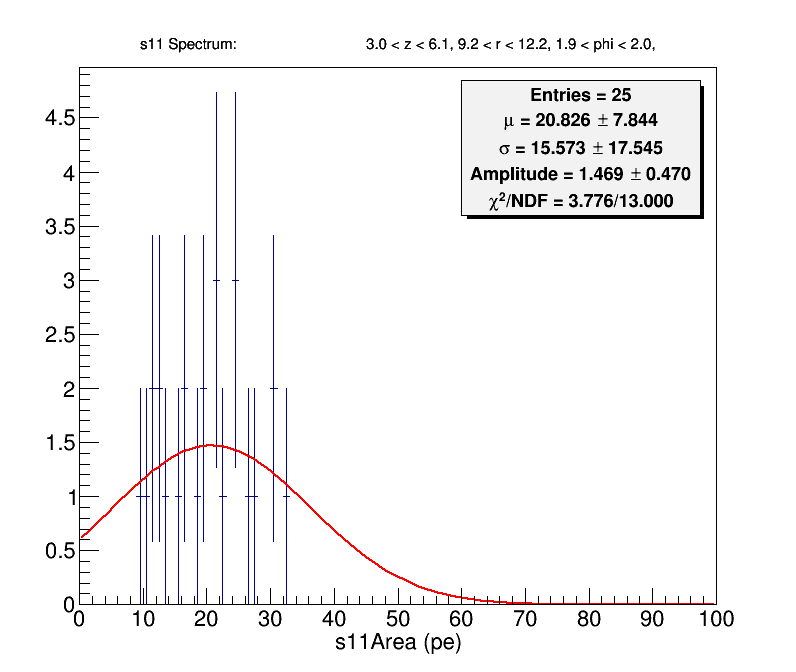 s11 Spectrum: 3.0 < z < 6.1, 9.2 < r < 12.2, 1.9 < phi < 2.0,
Entries = 25
μ = 20.826 ± 7.844
σ = 15.573 ± 17.545
Amplitude = 1.469 ± 0.470
χ²/NDF = 3.776/13.000
4.5
4
3.5
3
2.5
2
1.5
1
0.5
0
0 10 20 30 40 50 60 70 80 90 100
s11Area (pe)